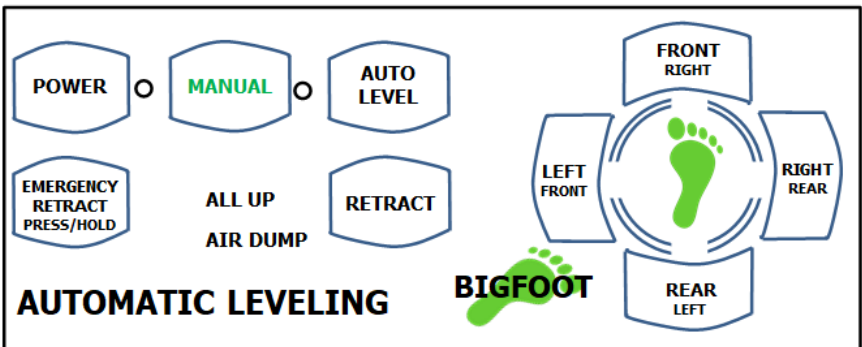 POWER
MANUAL
AUTO
LEVEL
EMERGENCY
RETRACT
PRESS/HOLD
ALL UP
AIR DUMP
RETRACT
AUTOMATIC LEVELING
BIGFOOT
FRONT
RIGHT
LEFT
FRONT
RIGHT
REAR
REAR
LEFT